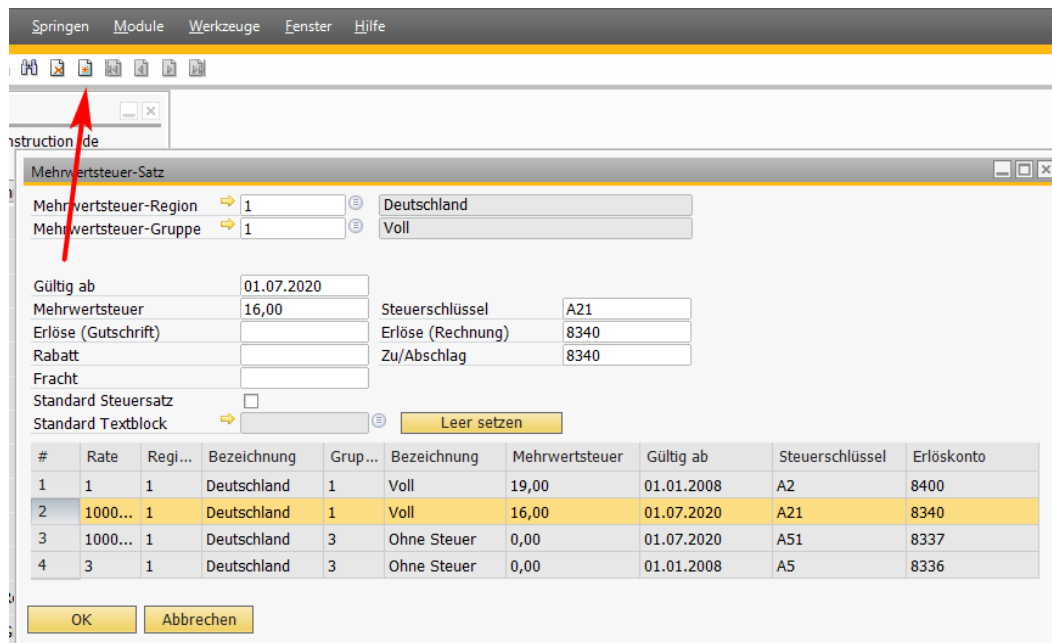 Springen Module Werkzeuge Fenster Hilfe
nstruction de
Mehrwertsteuer-Satz
Mehrwertsteuer-Region 1 Deutschland
Mehrwertsteuer-Gruppe 1 Voll
Gültig ab 01.07.2020
Mehrwertsteuer 16,00 Steuerschlüssel A21
Erlöse (Gutschrift) Erlöse (Rechnung) 8340
Rabatt Zu/Abschlag 8340
Fracht
Standard Steuersatz
Standard Textblock Leer setzen
# Rate Regi... Bezeichnung Grup... Bezeichnung Mehrwertsteuer Gültig ab Steuerschlüssel Erlöskonto
1 1 1 Deutschland 1 Voll 19,00 01.01.2008 A2 8400
2 1000... 1 Deutschland 1 Voll 16,00 01.07.2020 A21 8340
3 1000... 1 Deutschland 3 Ohne Steuer 0,00 01.07.2020 A51 8337
4 3 1 Deutschland 3 Ohne Steuer 0,00 01.01.2008 A5 8336
OK Abbrechen